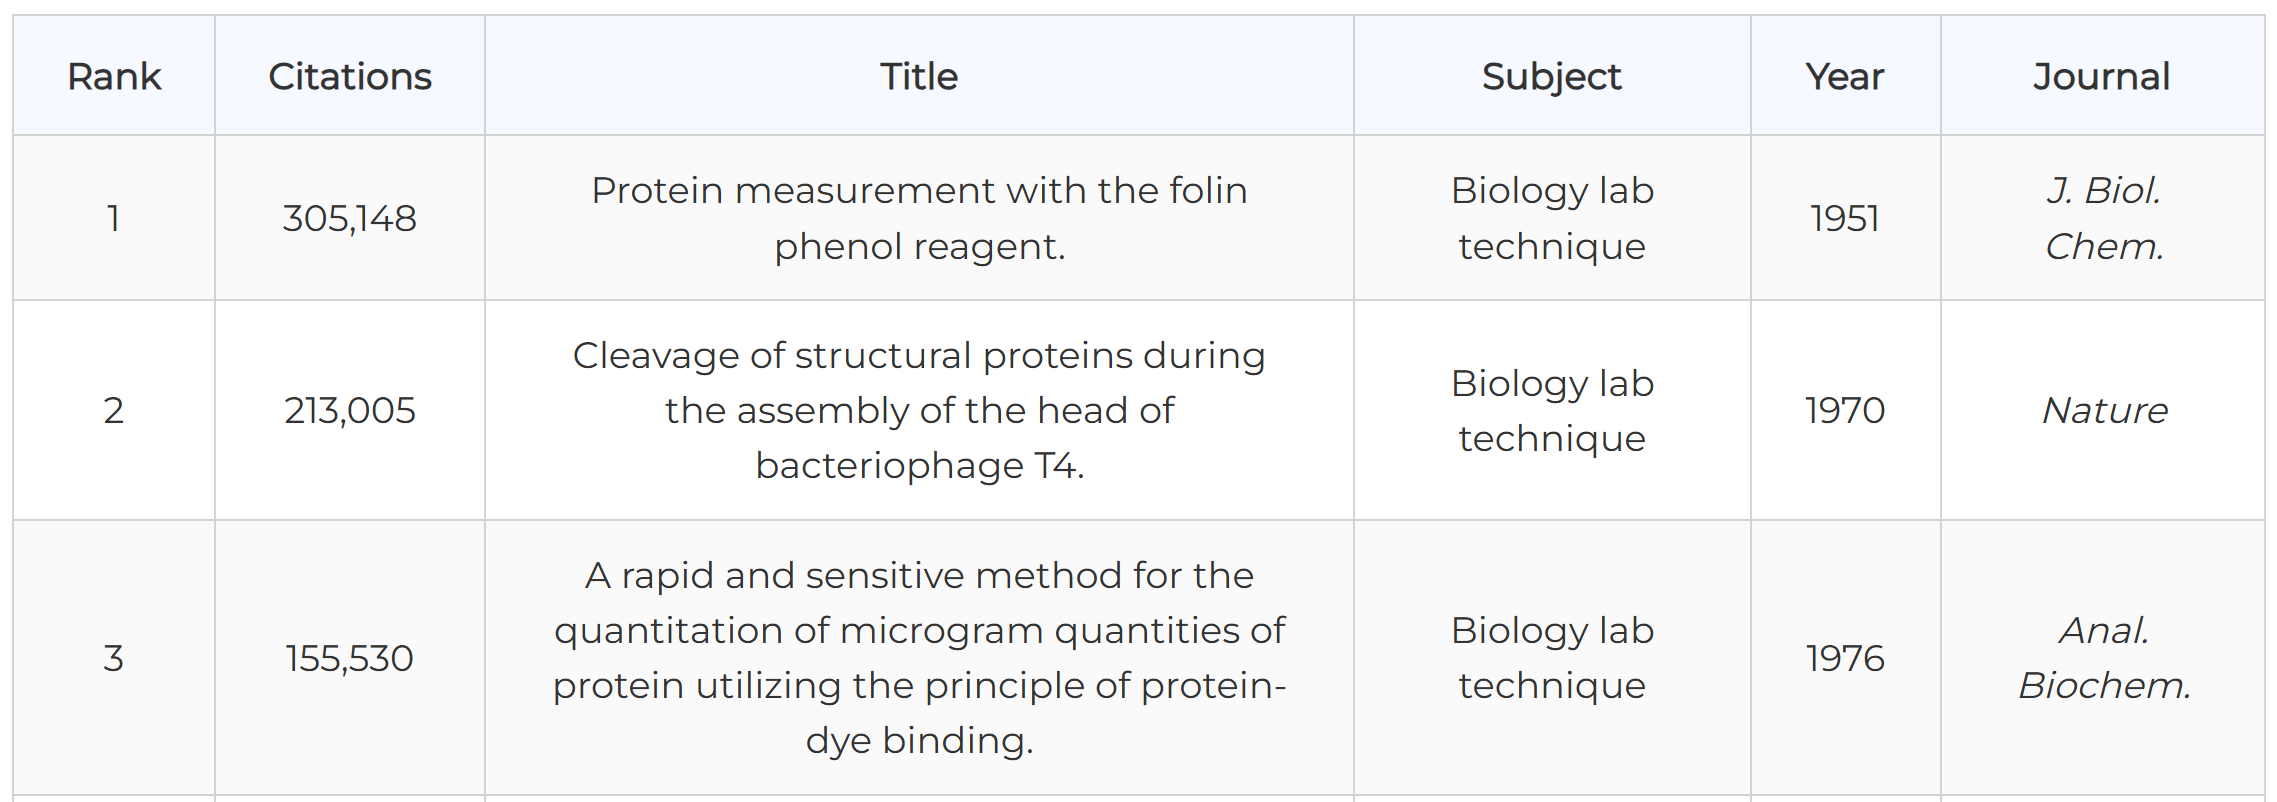 Rank Citations Title Subject Year Journal
1 305,148 Protein measurement with the folin phenol reagent. Biology lab technique 1951 J. Biol. Chem.
2 213,005 Cleavage of structural proteins during the assembly of the head of bacteriophage T4. Biology lab technique 1970 Nature
3 155,530 A rapid and sensitive method for the quantitation of microgram quantities of protein utilizing the principle of protein-dye binding. Biology lab technique 1976 Anal. Biochem.